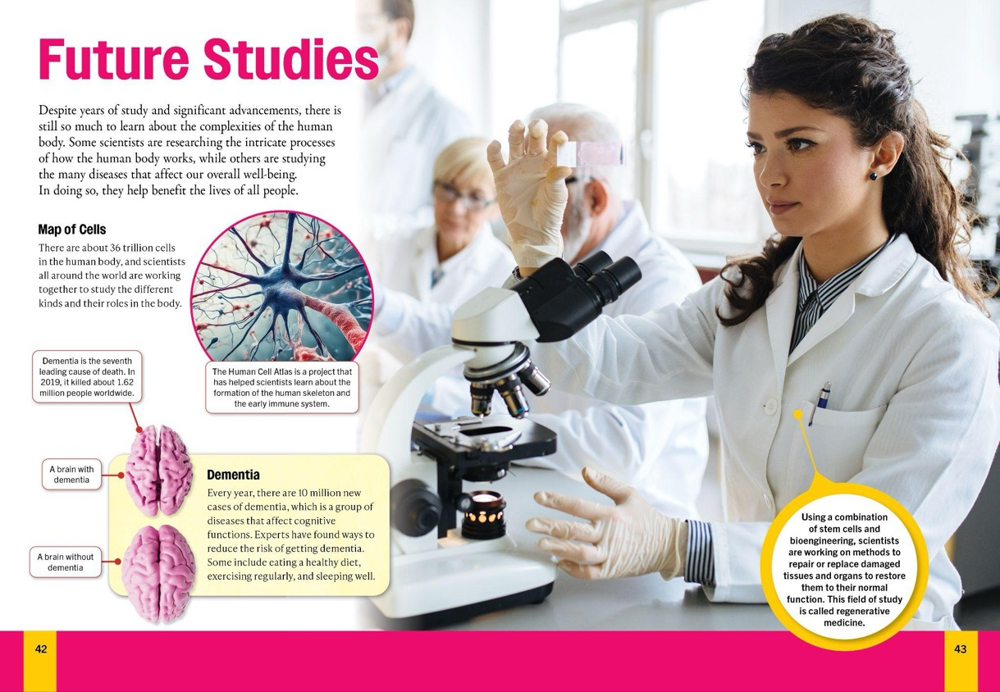 Future Studies
Despite years of study and significant advancements, there is
still so much to learn about the complexities of the human
body. Some scientists are researching the intricate processes
of how the human body works, while others are studying
the many diseases that affect our overall well-being.
In doing so, they help benefit the lives of all people.
Map of Cells
There are about 36 trillion cells
in the human body, and scientists
all around the world are working
together to study the different
kinds and their roles in the body.
The Human Cell Atlas is a project that
has helped scientists learn about the
formation of the human skeleton and
the early immune system.
Dementia is the seventh
leading cause of death. In
2019, it killed about 1.62
million people worldwide.
A brain with
dementia
A brain without
dementia
Dementia
Every year, there are 10 million new
cases of dementia, which is a group of
diseases that affect cognitive
functions. Experts have found ways to
reduce the risk of getting dementia.
Some include eating a healthy diet,
exercising regularly, and sleeping well.
Using a combination
of stem cells and
bioengineering, scientists
are working on methods to
repair or replace damaged
tissues and organs to restore
them to their normal
function. This field of study
is called regenerative
medicine.
42
43